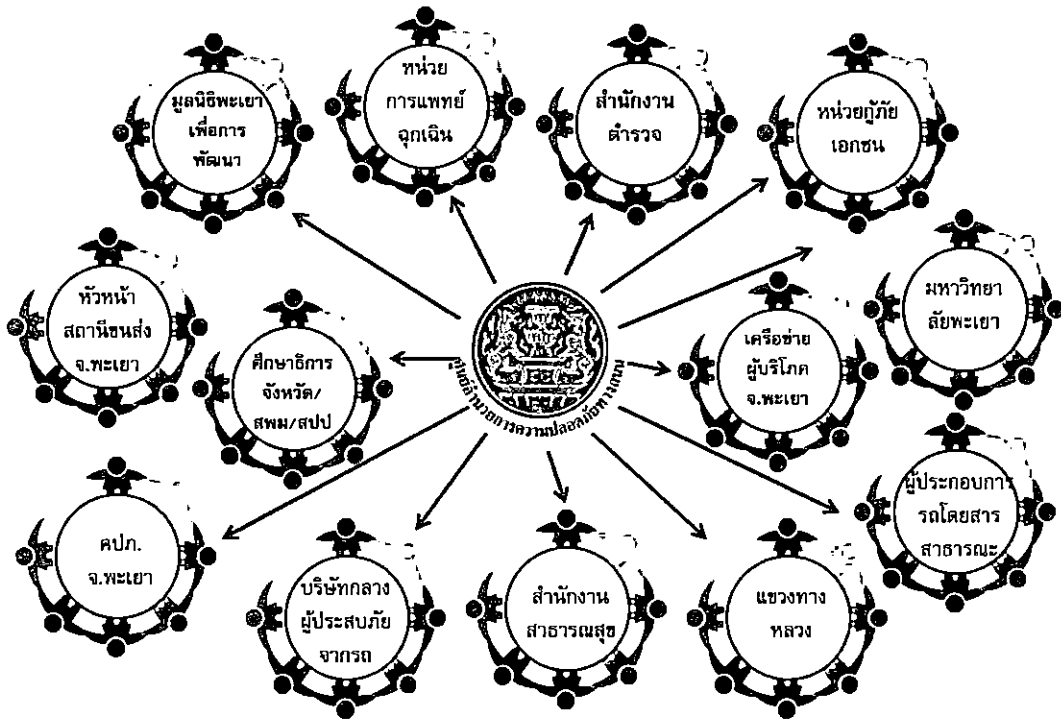 มูลนิธิพะเยา
เพื่อการ
พัฒนา
หน่วย
การแพทย์
ฉุกเฉิน
สำนักงาน
ตำรวจ
หน่วยกู้ภัย
เอกชน
หัวหน้า
สถานีขนส่ง
จ.พะเยา
ศึกษาธิการ
จังหวัด/
สพม/สปป
ศูนย์อำนวยการความปลอดภัยทางถนน
เครือข่าย
ผู้บริโภค
จ.พะเยา
มหาวิทยา
ลัยพะเยา
คปภ.
จ.พะเยา
บริษัทกลาง
ผู้ประสบภัย
จากรถ
สำนักงาน
สาธารณสุข
แขวงทาง
หลวง
ผู้ประกอบการ
รถโดยสาร
สาธารณะ